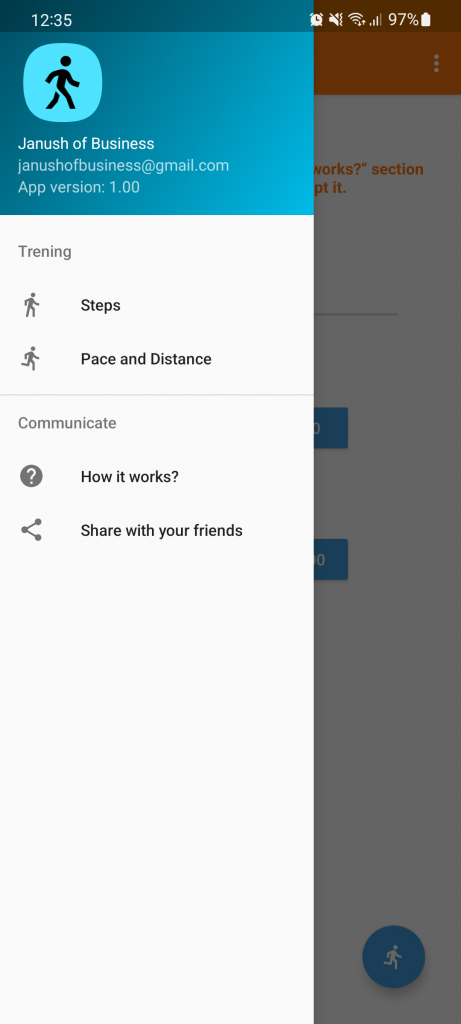 12:35
97%
Janush of Business
janushofbusiness@gmail.com
App version: 1.00
works?" section
pt it.
Trening
Steps
Pace and Distance
Communicate
0
How it works?
Share with your friends
00